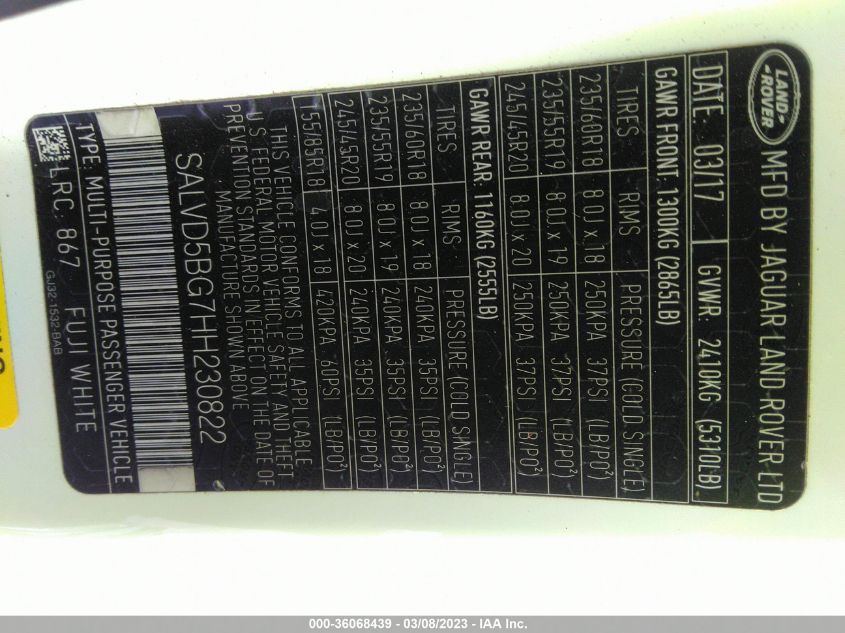 LAND-
-ROVER
MFD BY JAGUAR LAND ROVER LTD
DATE: 03/17 GVWR: 2410KG (5310LB)
GAWR FRONT: 1300KG (2865LB)
TIRES RIMS PRESSURE (COLD SINGLE)
235/60R18 8.0J x 18 250KPA 37PSI (LB/PO²)
235/55R19 8.0J x 19 250KPA 37PSI (LB/PO²)
245/45R20 8.0J x 20 250KPA 37PSI (LB/PO²)
GAWR REAR: 1160KG (2555LB)
TIRES RIMS PRESSURE (COLD SINGLE)
235/60R18 8.0J x 18 240KPA 35PSI (LB/PO²)
235/55R19 8.0J x 19 240KPA 35PSI (LB/PO²)
245/45R20 8.0J x 20 240KPA 35PSI (LB/PO²)
155/85R18 4.0J x 18 420KPA 60PSI (LB/PO²)
THIS VEHICLE CONFORMS TO ALL APPLICABLE
U S FEDERAL MOTOR VEHICLE SAFETY AND THEFT
PREVENTION STANDARDS IN EFFECT ON THE DATE OF
MANUFACTURE SHOWN ABOVE
SALVD5BG7HH230822
TYPE: MULTI-PURPOSE PASSENGER VEHICLE
LRC: 867 FUJI WHITE
GJ32-1532-BAB
000-36068439 - 03/08/2023 - IAA Inc.